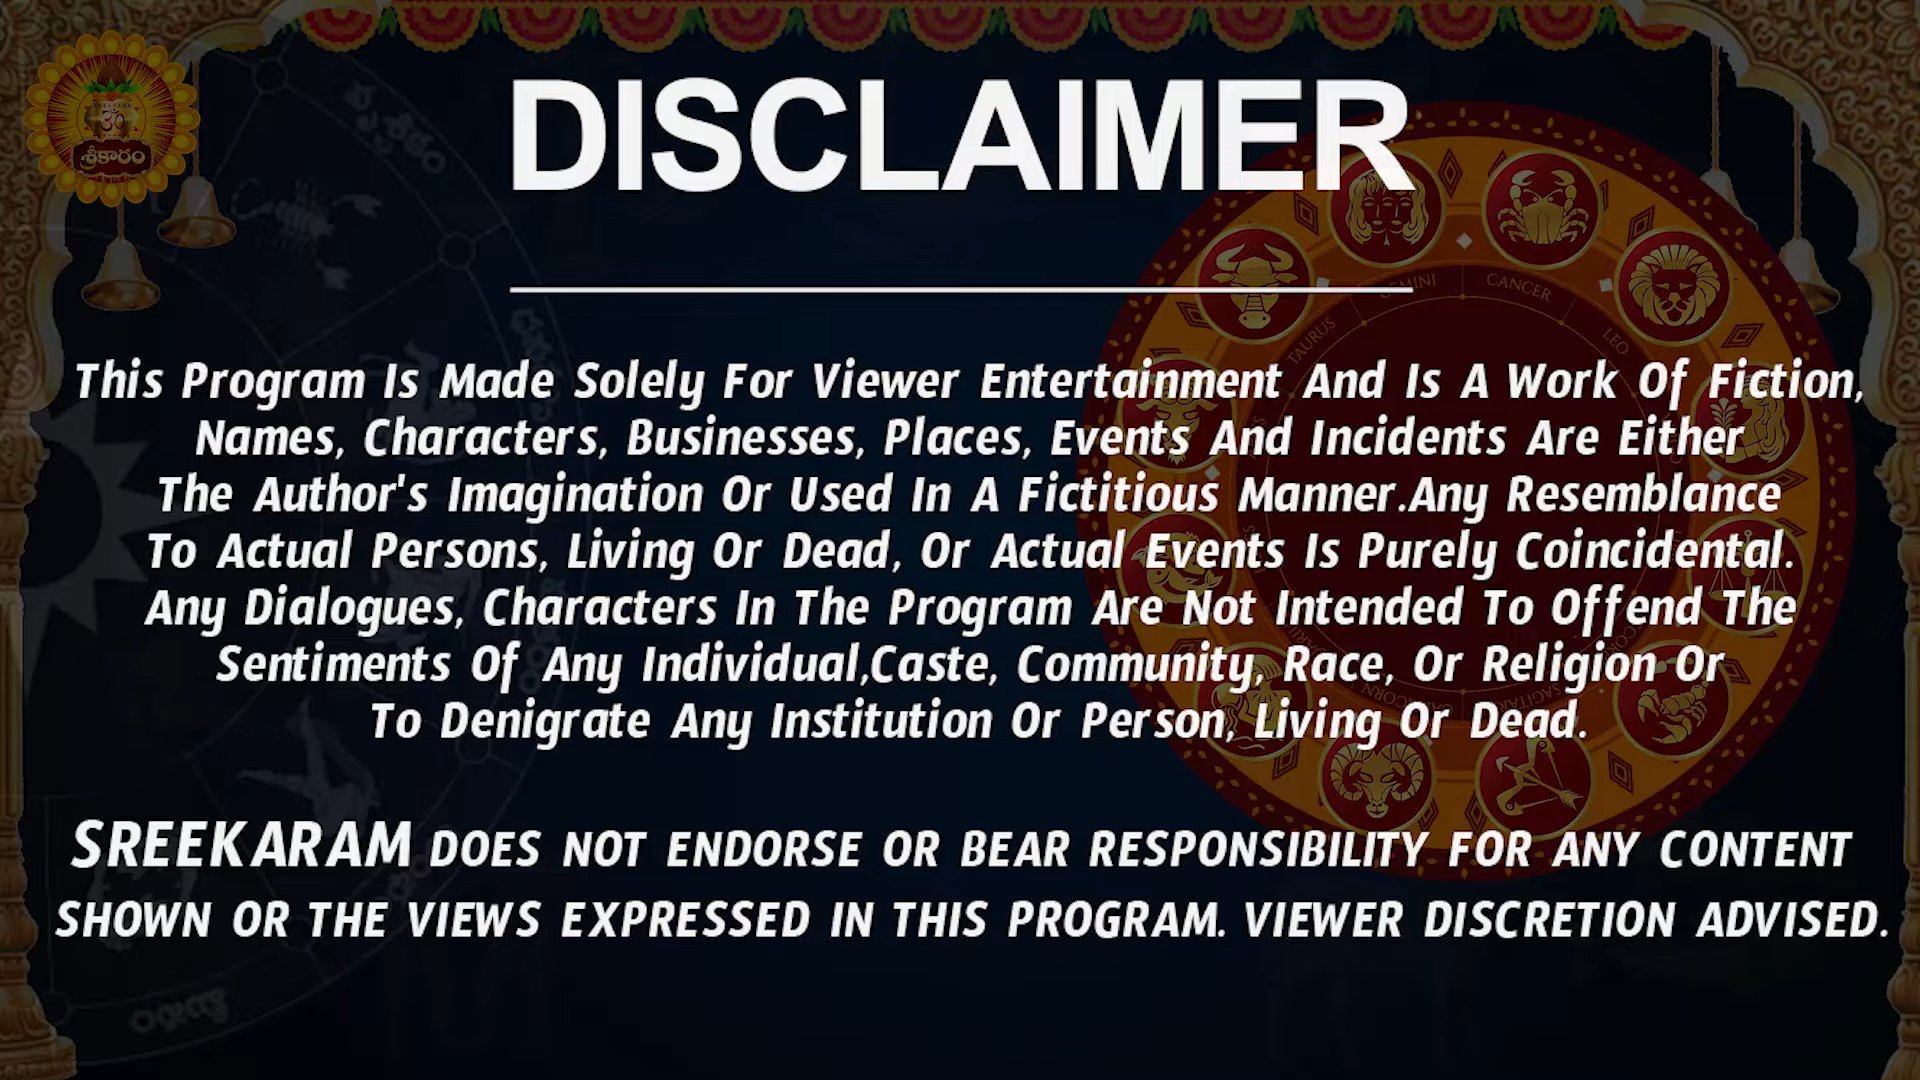 శ్రీకారం
DISCLAIMER
GEMINI
CANCER
TAURUS
LEO
This Program Is Made Solely For Viewer Entertainment And Is A Work Of Fiction,
Names, Characters, Businesses, Places, Events And Incidents Are Either
The Author's Imagination Or Used In A Fictitious Manner.Any Resemblance
To Actual Persons, Living Or Dead, Or Actual Events Is Purely Coincidental.
Any Dialogues, Characters In The Program Are Not Intended To Offend The
Sentiments Of Any Individual,Caste, Community, Race, Or Religion Or
To Denigrate Any Institution Or Person, Living Or Dead.
SREEKARAM DOES NOT ENDORSE OR BEAR RESPONSIBILITY FOR ANY CONTENT
SHOWN OR THE VIEWS EXPRESSED IN THIS PROGRAM. VIEWER DISCRETION ADVISED.